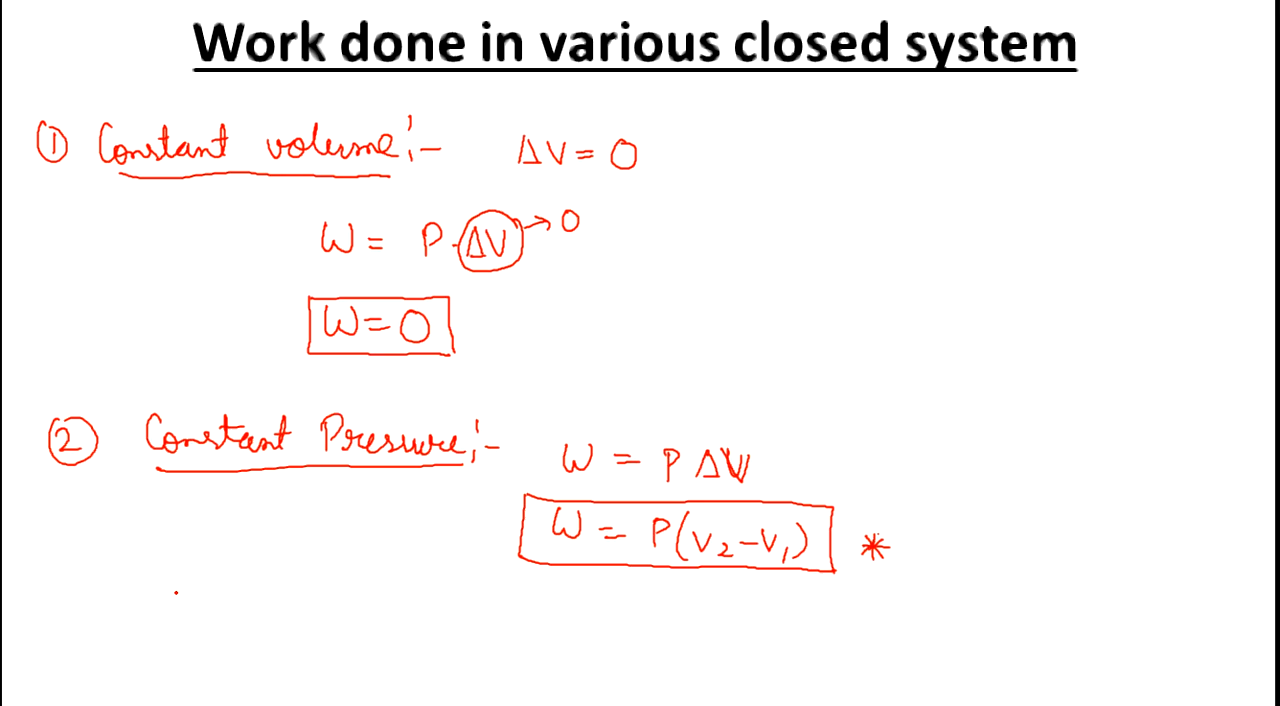 Work done in various closed system
① Constant volume:- ΔV = 0
W = P.ΔV → 0
W = 0
② Constant Pressure:- W = P ΔV
W = P(V₂-V₁) *